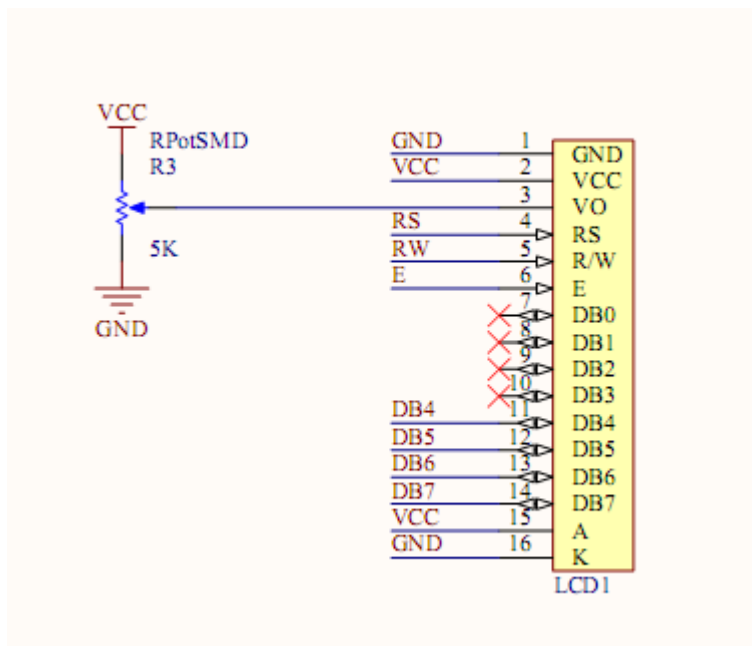 VCC
RPotSMD
R3
5K
GND
GND 1 GND
VCC 2 VCC
3 VO
RS 4 RS
RW 5 R/W
E 6 E
7 DB0
8 DB1
9 DB2
10 DB3
DB4 11 DB4
DB5 12 DB5
DB6 13 DB6
DB7 14 DB7
VCC 15 A
GND 16 K
LCD1